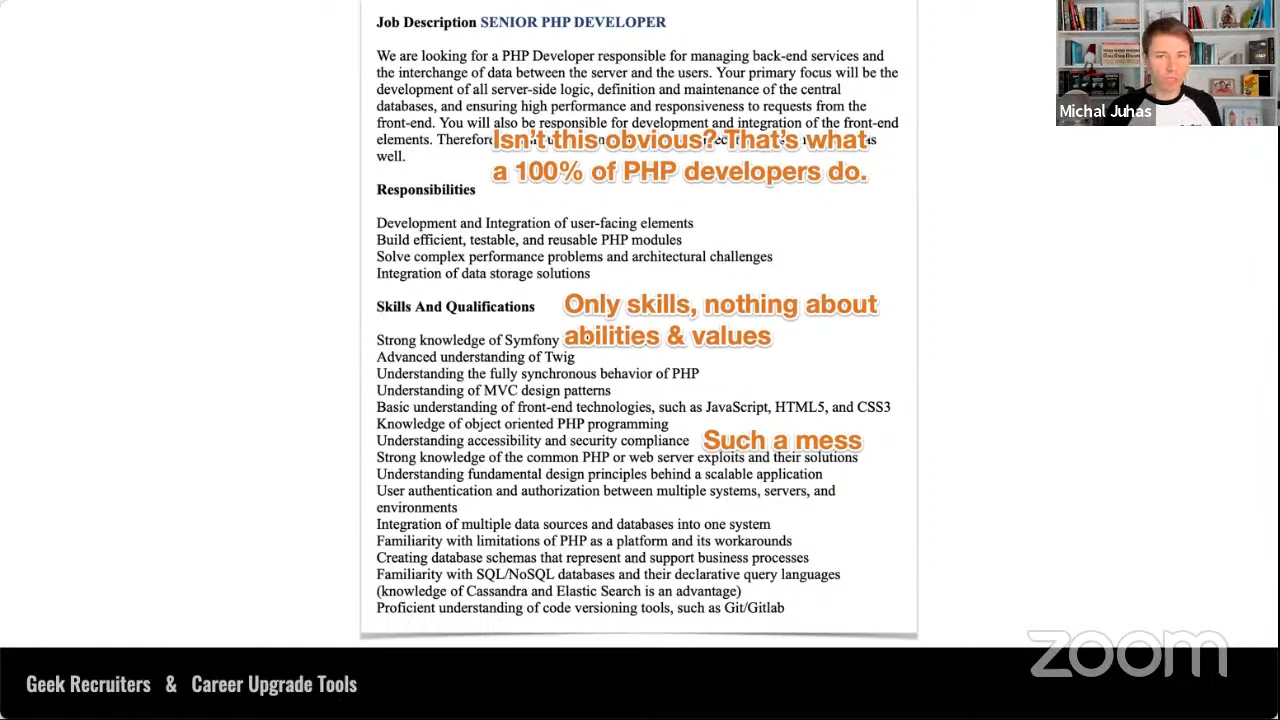 Job Description SENIOR PHP DEVELOPER
We are looking for a PHP Developer responsible for managing back-end services and
the interchange of data between the server and the users. Your primary focus will be the
development of all server-side logic, definition and maintenance of the central
databases, and ensuring high performance and responsiveness to requests from the
front-end. You will also be responsible for development and integration of the front-end
elements. Therefore
as
well.
Isn't this obvious? That's what
a 100% of PHP developers do.
Responsibilities
Development and Integration of user-facing elements
Build efficient, testable, and reusable PHP modules
Solve complex performance problems and architectural challenges
Integration of data storage solutions
Skills And Qualifications
Only skills, nothing about
abilities & values
Strong knowledge of Symfony
Advanced understanding of Twig
Understanding the fully synchronous behavior of PHP
Understanding of MVC design patterns
Basic understanding of front-end technologies, such as JavaScript, HTML5, and CSS3
Knowledge of object oriented PHP programming
Understanding accessibility and security compliance
Such a mess
Strong knowledge of the common PHP or web server exploits and their solutions
Understanding fundamental design principles behind a scalable application
User authentication and authorization between multiple systems, servers, and
environments
Integration of multiple data sources and databases into one system
Familiarity with limitations of PHP as a platform and its workarounds
Creating database schemas that represent and support business processes
Familiarity with SQL/NoSQL databases and their declarative query languages
(knowledge of Cassandra and Elastic Search is an advantage)
Proficient understanding of code versioning tools, such as Git/Gitlab
Michal Juhas
zoom
Geek Recruiters & Career Upgrade Tools